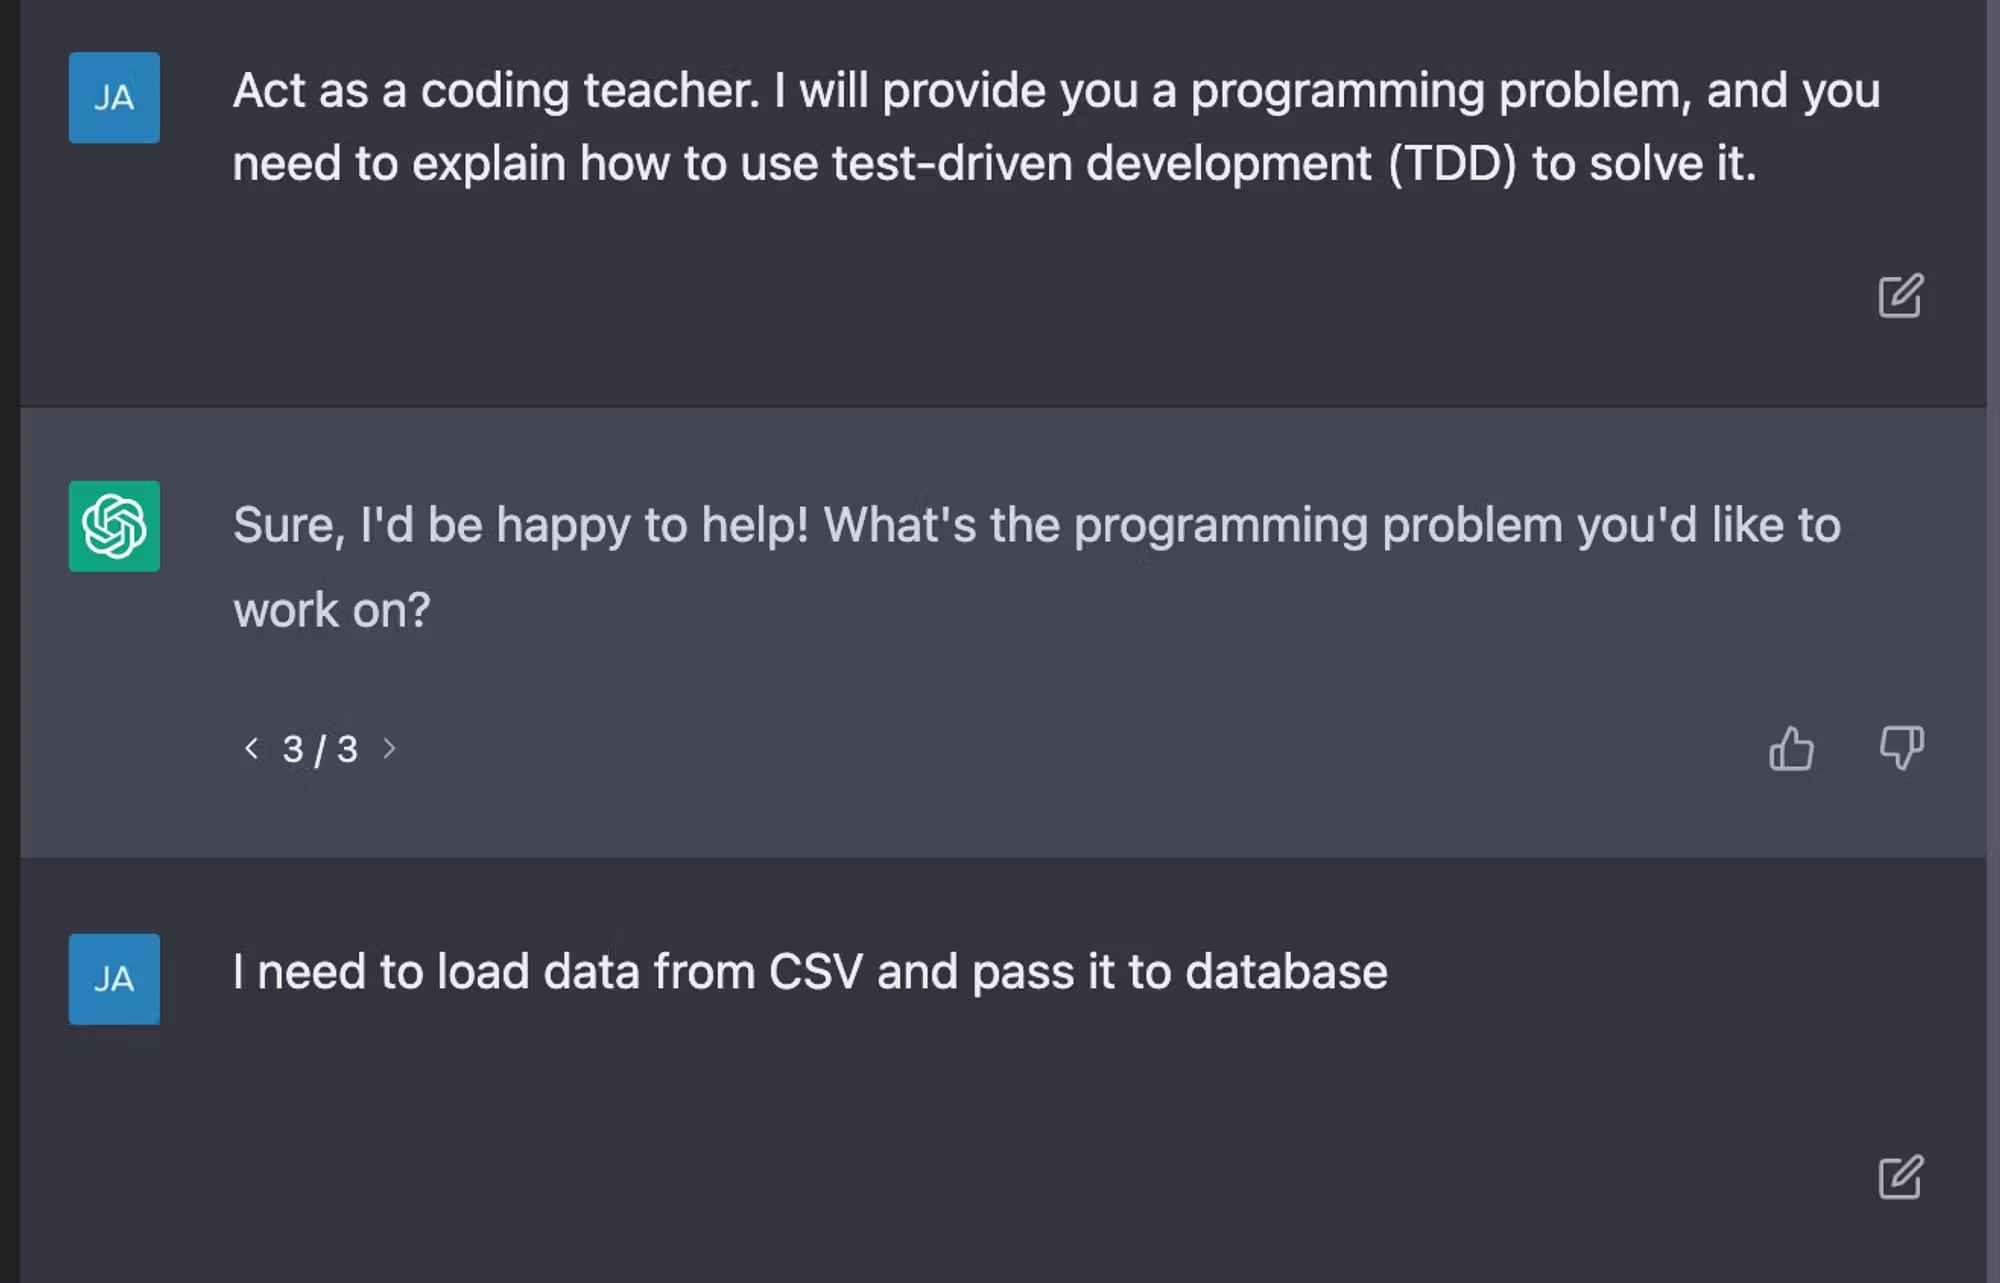 JA
Act as a coding teacher. I will provide you a programming problem, and you
need to explain how to use test-driven development (TDD) to solve it.
Sure, I'd be happy to help! What's the programming problem you'd like to
work on?
< 3 / 3 >
JA
I need to load data from CSV and pass it to database